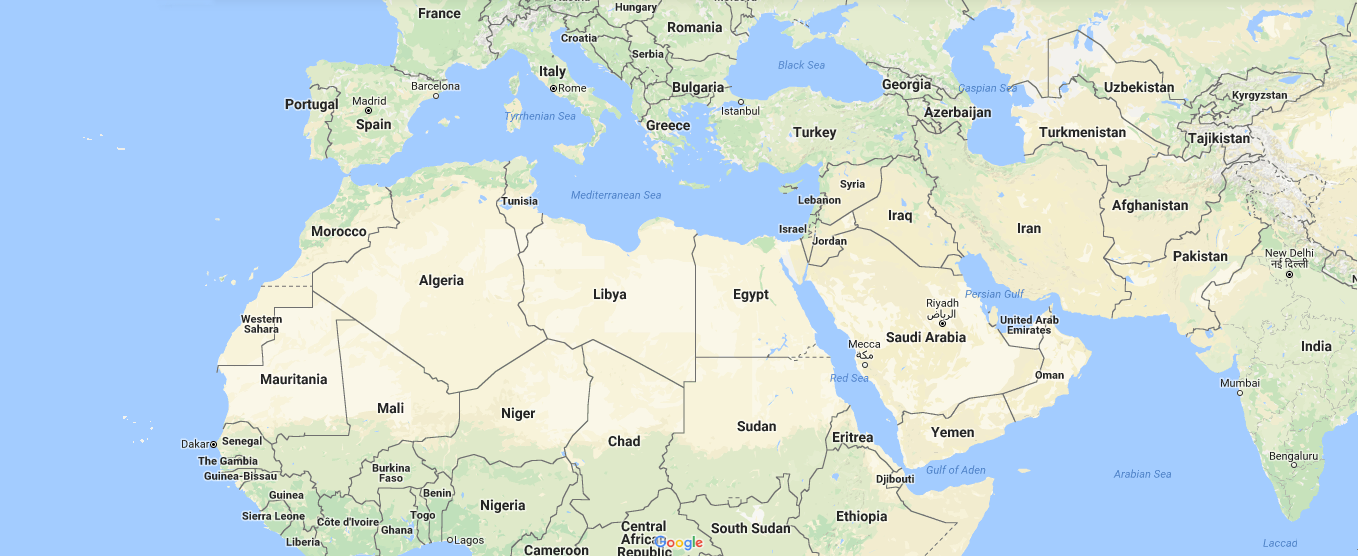 France
Hungary
Moldova
Romania
Croatia
Serbia
Black Sea
Italy
Rome
Barcelona
Bulgaria
Georgia
Caspian Sea
Uzbekistan
Kyrgyzstan
Portugal
Madrid
Spain
Tyrrhenian Sea
Greece
Istanbul
Azerbaijan
Turkey
Turkmenistan
Tajikistan
Mediterranean Sea
Tunisia
Syria
Lebanon
Iraq
Afghanistan
Morocco
Israel
Jordan
Iran
Pakistan
New Delhi
नई दिल्ली
Algeria
Libya
Egypt
Persian Gulf
Riyadh
الرياض
Western
Sahara
United Arab
Emirates
Saudi Arabia
Mecca
مكة
India
Mauritania
Red Sea
Oman
Mumbai
Mali
Niger
Chad
Sudan
Eritrea
Yemen
Dakar
Senegal
The Gambia
Guinea-Bissau
Burkina
Faso
Gulf of Aden
Djibouti
Arabian Sea
Bengaluru
Guinea
Benin
Nigeria
Sierra Leone
Côte d'Ivoire
Togo
Ghana
Ethiopia
South Sudan
Liberia
Lagos
Cameroon
Central
African
Republic
Google
Laccad